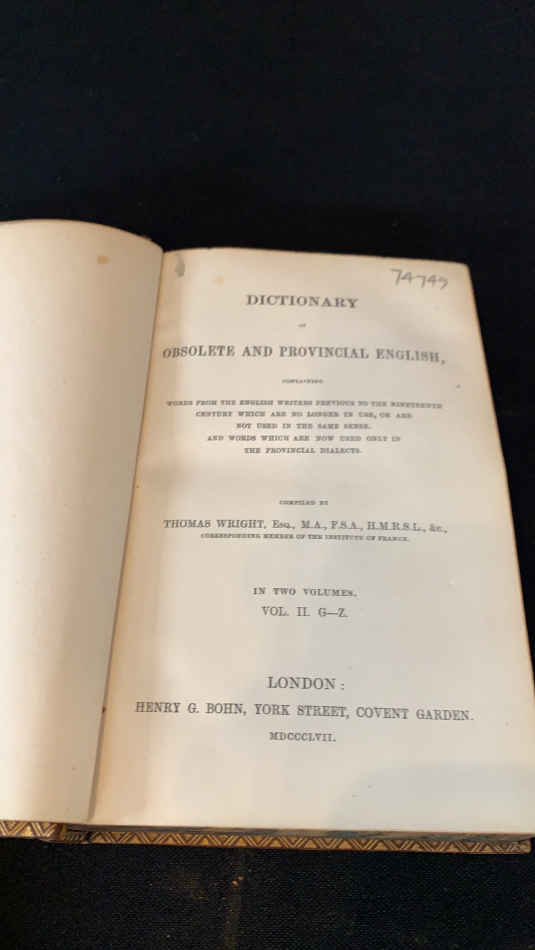 74749
DICTIONARY
OF
OBSOLETE AND PROVINCIAL ENGLISH,
CONTAINING
WORDS FROM THE ENGLISH WRITERS PREVIOUS TO THE NINETEENTH
CENTURY WHICH ARE NO LONGER IN USE, OR ARE
NOT USED IN THE SAME SENSE.
AND WORDS WHICH ARE NOW USED ONLY IN
THE PROVINCIAL DIALECTS.
COMPILED BY
THOMAS WRIGHT, ESQ., M.A., F.S.A., H.M.R.S.L., &c.,
CORRESPONDING MEMBER OF THE INSTITUTE OF FRANCE.
IN TWO VOLUMES.
VOL. II. G—Z.
LONDON:
HENRY G. BOHN, YORK STREET, COVENT GARDEN.
MDCCCLVII.